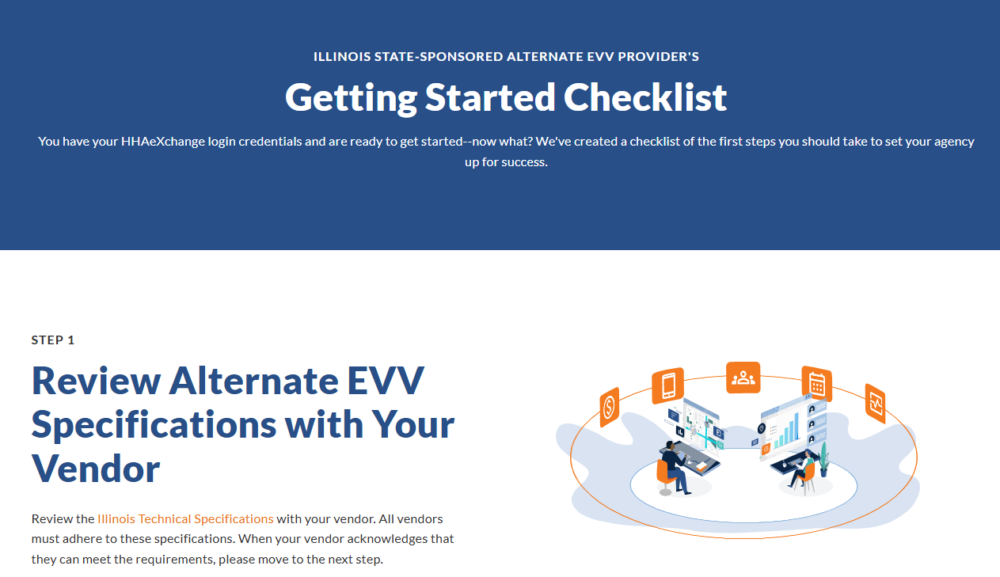 ILLINOIS STATE-SPONSORED ALTERNATE EVV PROVIDER'S
Getting Started Checklist
You have your HHAeXchange login credentials and are ready to get started--now what? We've created a checklist of the first steps you should take to set your agency
up for success.
STEP 1
Review Alternate EVV
Specifications with Your
Vendor
Review the Illinois Technical Specifications with your vendor. All vendors
must adhere to these specifications. When your vendor acknowledges that
they can meet the requirements, please move to the next step.